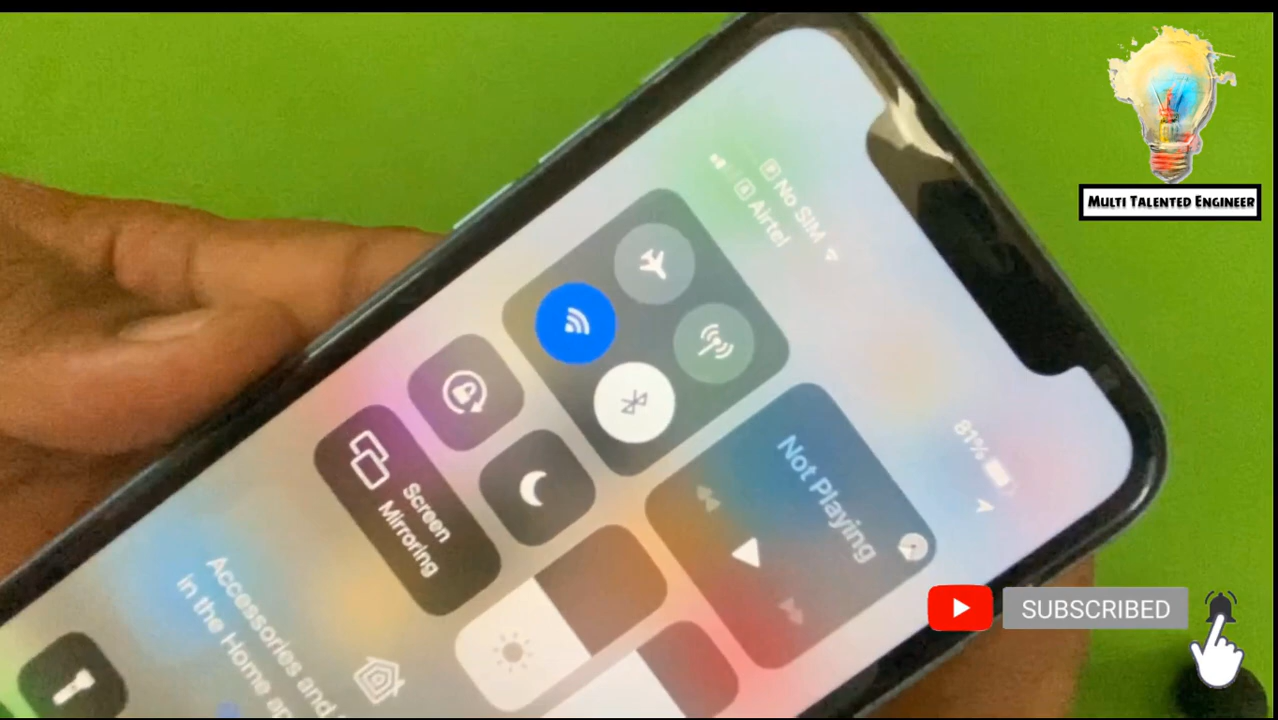 MULTI TALENTED ENGINEER
P No SIM
A Airtel
81%
Not Playing
Screen
Mirroring
Accessories and
in the Home
SUBSCRIBED